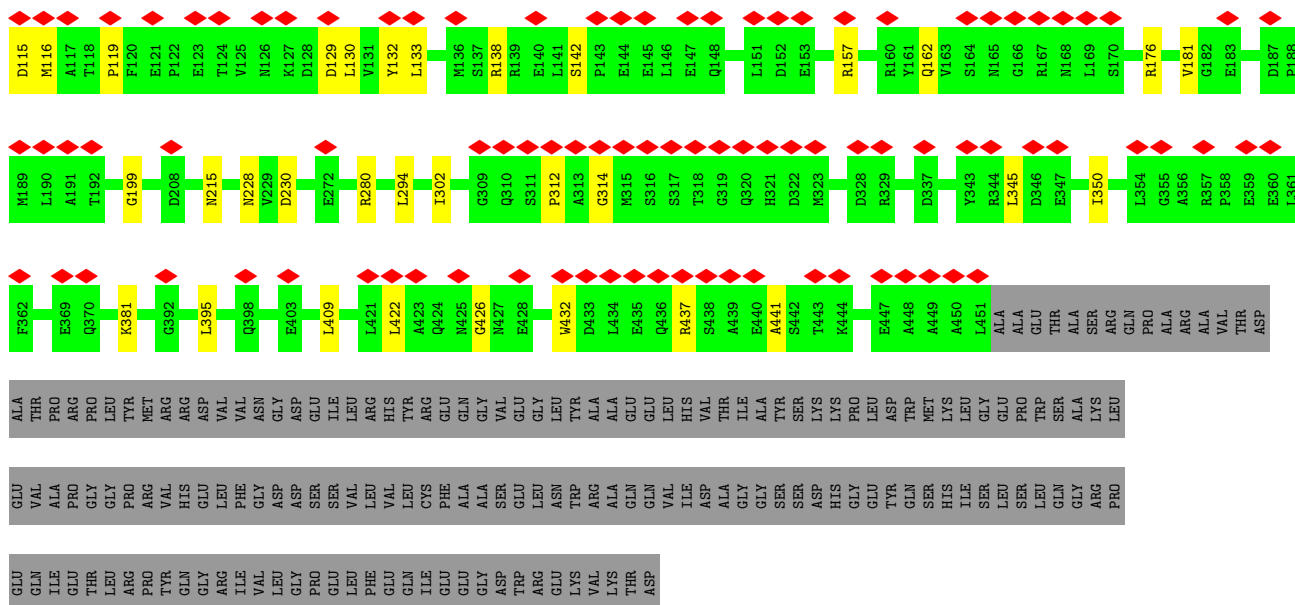 D115 M116 A117 T118 P119 F120 E121 P122 E123 T124 V125 N126 K127 D128 D129 L130 V131 Y132 L133 M136 S137 R138 R139 E140 L141 S142 P143 E144 E145 L146 E147 Q148 L151 D152 E153 R157 R160 Y161 Q162 V163 S164 N165 G166 R167 N168 L169 S170 R176 V181 G182 E183 D187 P188
M189 L190 A191 T192 G199 D208 N215 N228 V229 D230 E272 R280 L294 I302 G309 Q310 S311 P312 A313 G314 M315 S316 S317 T318 G319 Q320 H321 D322 M323 D328 R329 D337 Y343 R344 L345 D346 E347 I350 L354 G355 A356 R357 P358 E359 E360 L361
F362 E369 Q370 K381 G392 L395 Q398 E403 L409 L421 L422 A423 Q424 N425 G426 N427 E428 W432 D433 L434 E435 Q436 R437 S438 A439 E440 A441 S442 T443 K444 E447 A448 A449 A450 L451 ALA ALA GLU THR ALA SER ARG GLN PRO ALA ARG ALA VAL THR ASP
ALA THR PRO ARG PRO LEU TYR MET ARG ARG ASP VAL VAL ASN GLY ASP GLU ILE LEU ARG HIS TYR ARG GLU GLN GLY VAL GLU GLY LEU TYR ALA ALA GLU GLU LEU HIS VAL THR ILE ALA TYR SER LYS LYS PRO LEU ASP TRP MET LYS LEU GLY GLU PRO TRP SER ALA LYS LEU
GLU VAL ALA PRO GLY GLY PRO ARG VAL HIS GLU LEU PHE GLY ASP ASP SER SER VAL LEU VAL LEU CYS PHE ALA ALA SER GLU LEU ASN TRP ARG ALA GLN GLN VAL ILE ASP ALA GLY GLY SER SER ASP HIS GLY GLU TYR GLN SER HIS ILE SER LEU SER LEU GLN GLY ARG PRO
GLU GLN ILE GLU THR LEU ARG PRO TYR GLN GLY ARG ILE VAL LEU GLY PRO GLU LEU PHE GLU GLN ILE GLU GLU GLY ASP TRP ARG GLU LYS VAL LYS THR ASP